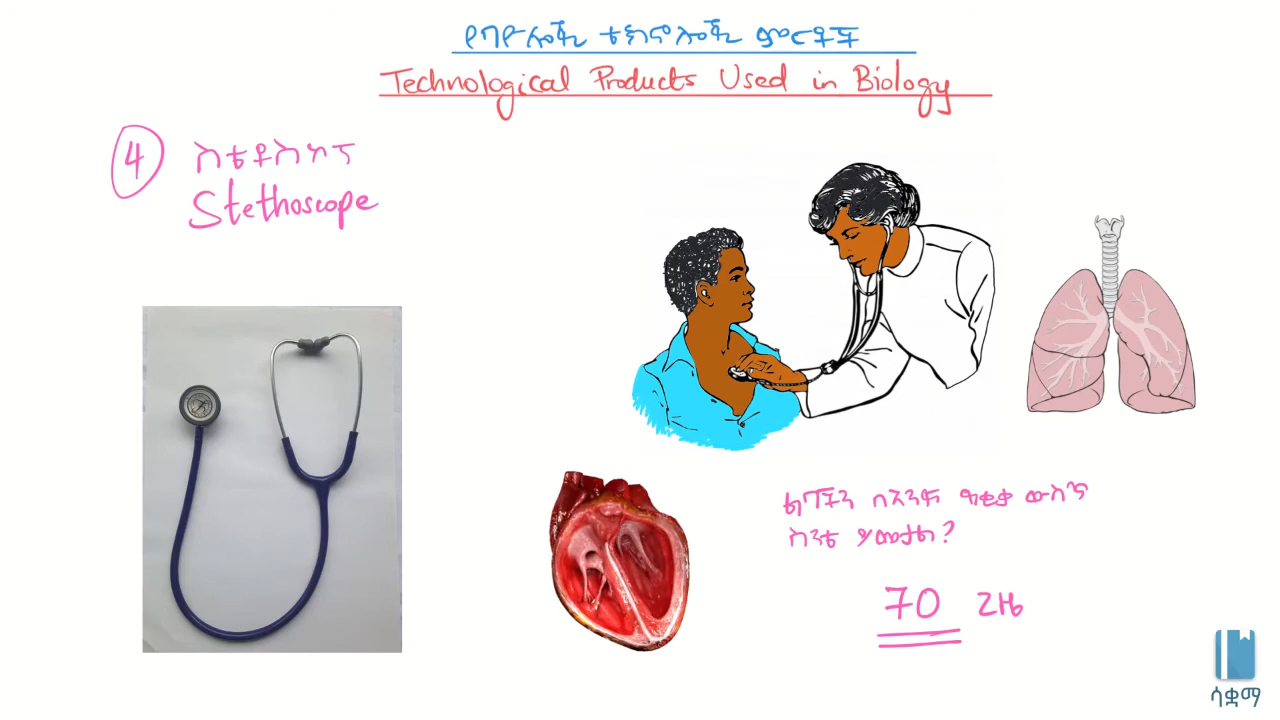 የባዮሎጂ ቴክኖሎጂ ምርቶች
Technological Products Used in Biology
4 ስቴቶስኮፕ
Stethoscope
ልባችን በአንድ ደቂቃ ውስጥ
ስንቴ ይመታል?
70 ጊዜ
ሳቋማ